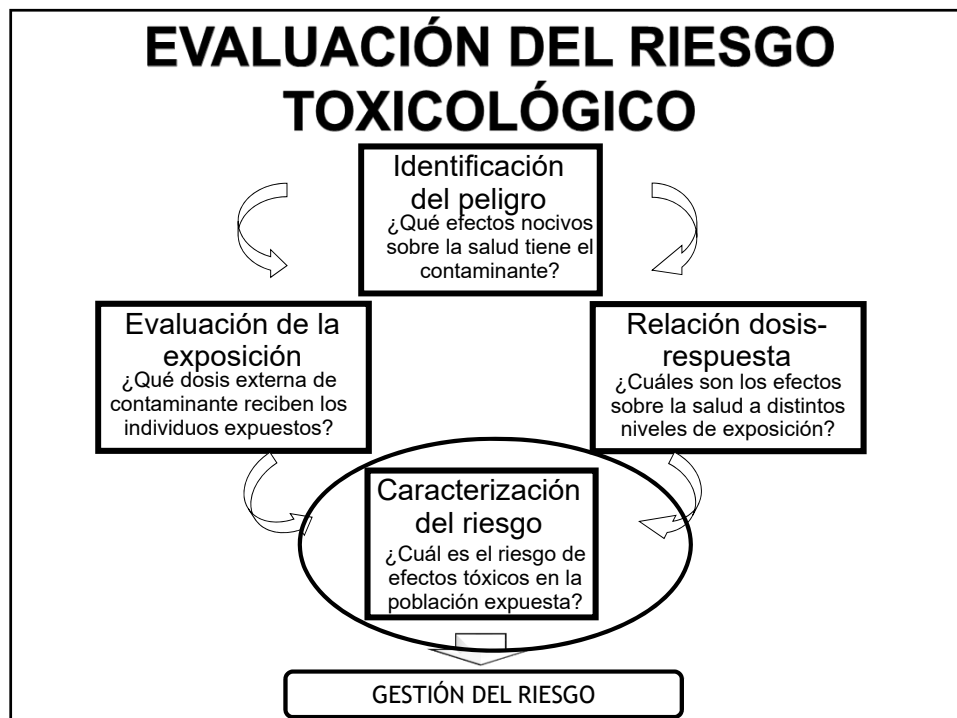 EVALUACIÓN DEL RIESGO
TOXICOLÓGICO
Identificación
del peligro
¿Qué efectos nocivos
sobre la salud tiene el
contaminante?
Evaluación de la
exposición
¿Qué dosis externa de
contaminante reciben los
individuos expuestos?
Relación dosis-
respuesta
¿Cuáles son los efectos
sobre la salud a distintos
niveles de exposición?
Caracterización
del riesgo
¿Cuál es el riesgo de
efectos tóxicos en la
población expuesta?
GESTIÓN DEL RIESGO